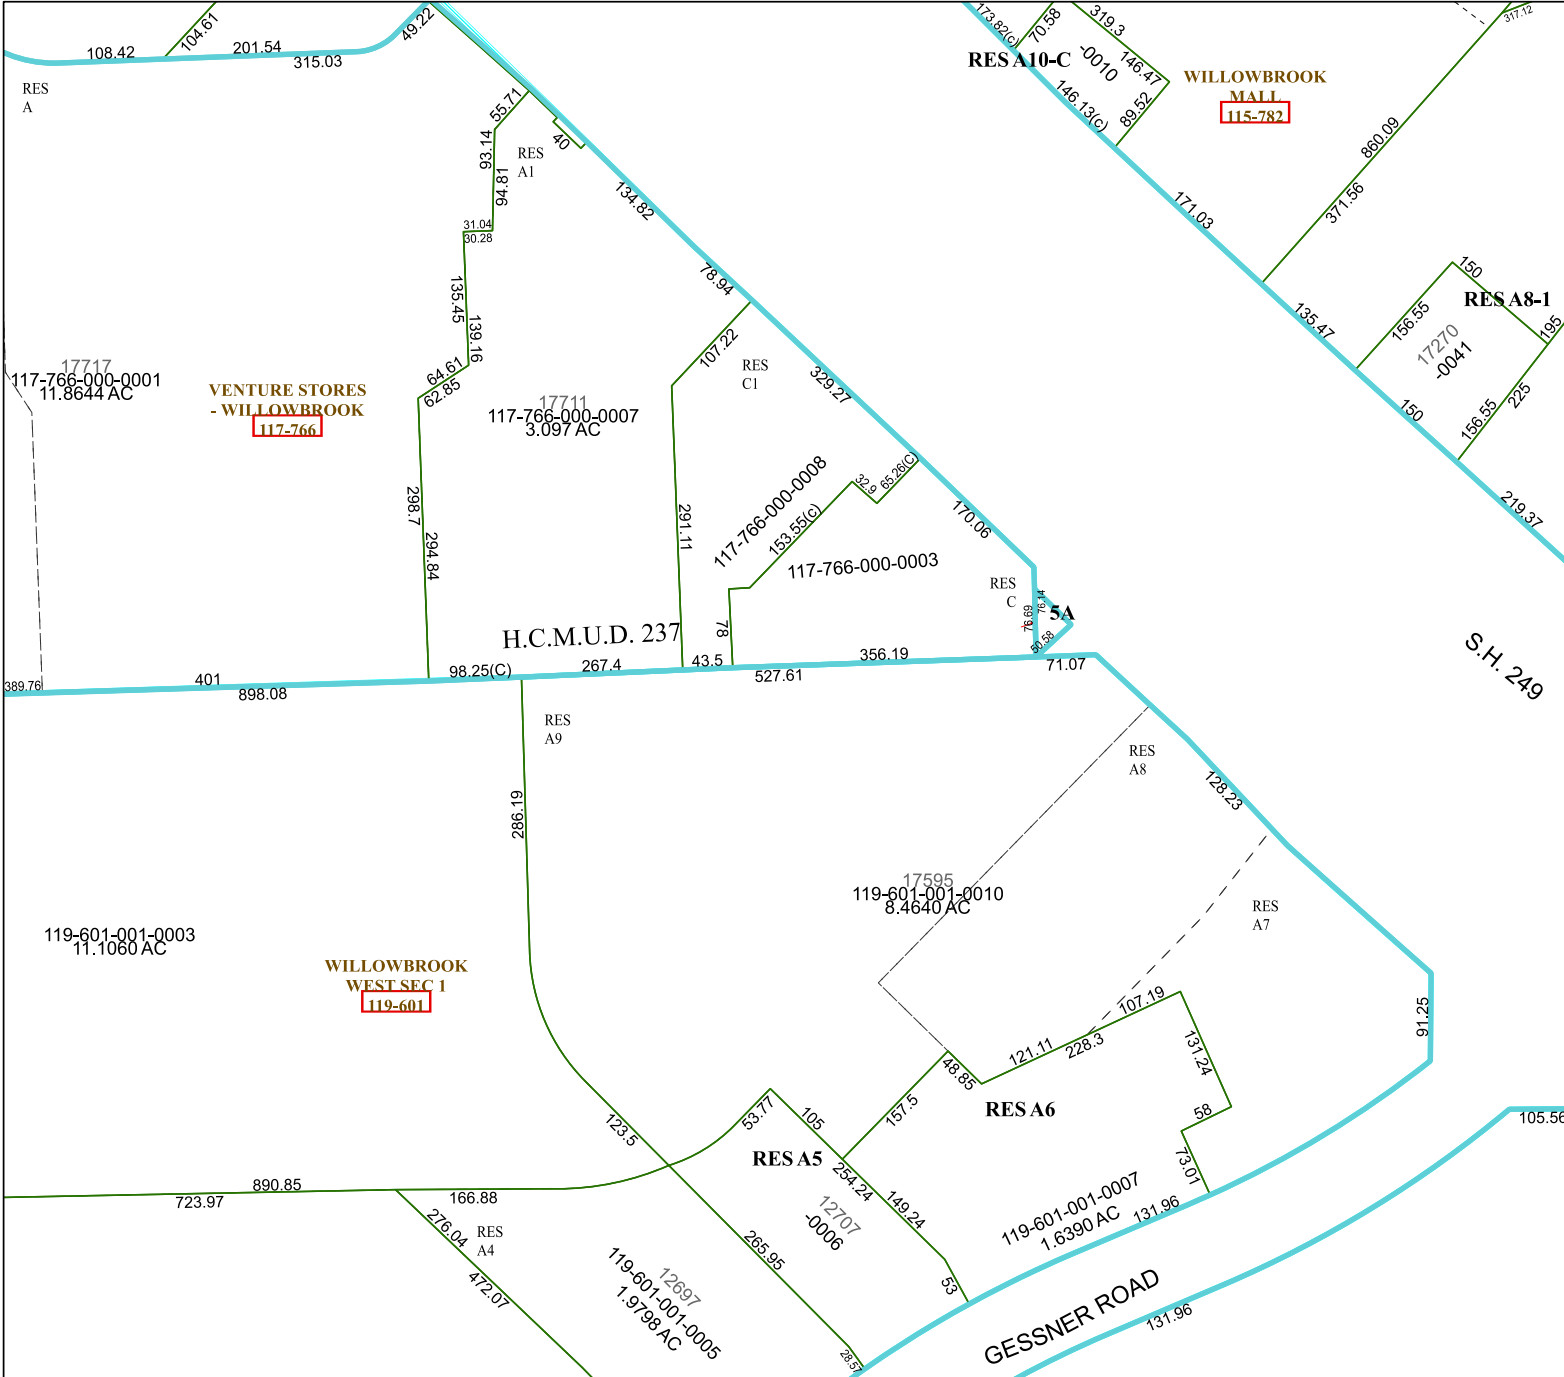 108.42
104.61
201.54
315.03
49.22
RES
A
55.71
40
93.14
94.81
RES
A1
31.04
30.28
134.82
78.94
135.45
139.16
64.61
62.85
107.22
RES
C1
329.27
17717
117-766-000-0001
11.8644 AC
VENTURE STORES
- WILLOWBROOK
117-766
17711
117-766-000-0007
3.097 AC
298.7
294.84
291.11
117-766-000-0008
153.55(c)
32.9
65.26(C)
170.06
117-766-000-0003
78
RES
C
76.69
76.14
5A
50.58
H.C.M.U.D. 237
389.76
401
898.08
98.25(C)
267.4
43.5
527.61
356.19
71.07
173.82(c)
70.58
319.3
RES A10-C
-0010
146.47
146.13(c)
89.52
WILLOWBROOK
MALL
115-782
317.12
860.09
371.56
171.03
135.47
150
RES A8-1
195
156.55
17270
-0041
225
156.55
150
219.37
S.H. 249
RES
A9
286.19
RES
A8
128.23
17595
119-601-001-0010
8.4640 AC
RES
A7
119-601-001-0003
11.1060 AC
WILLOWBROOK
WEST SEC 1
119-601
91.25
107.19
121.11
228.3
131.24
48.85
157.5
RES A6
58
73.01
105.56
123.5
53.77
105
RES A5
254.24
149.24
12707
-0006
53
119-601-001-0007
1.6390 AC
131.96
890.85
723.97
166.88
276.04
RES
A4
472.07
265.95
12697
119-601-001-0005
1.9798 AC
28.57
GESSNER ROAD
131.96